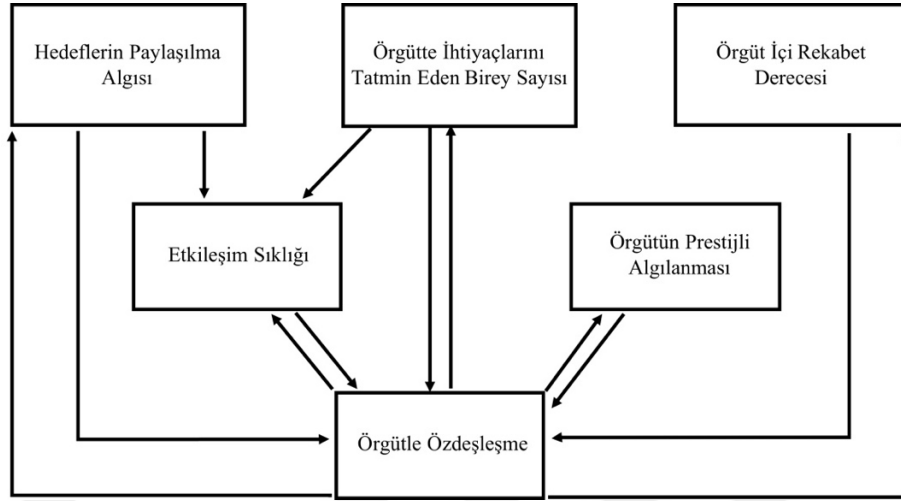 Hedeflerin Paylaşılma
Algısı
Örgütte İhtiyaçlarını
Tatmin Eden Birey Sayısı
Örgüt İçi Rekabet
Derecesi
Etkileşim Sıklığı
Örgütün Prestijli
Algılanması
Örgütle Özdeşleşme